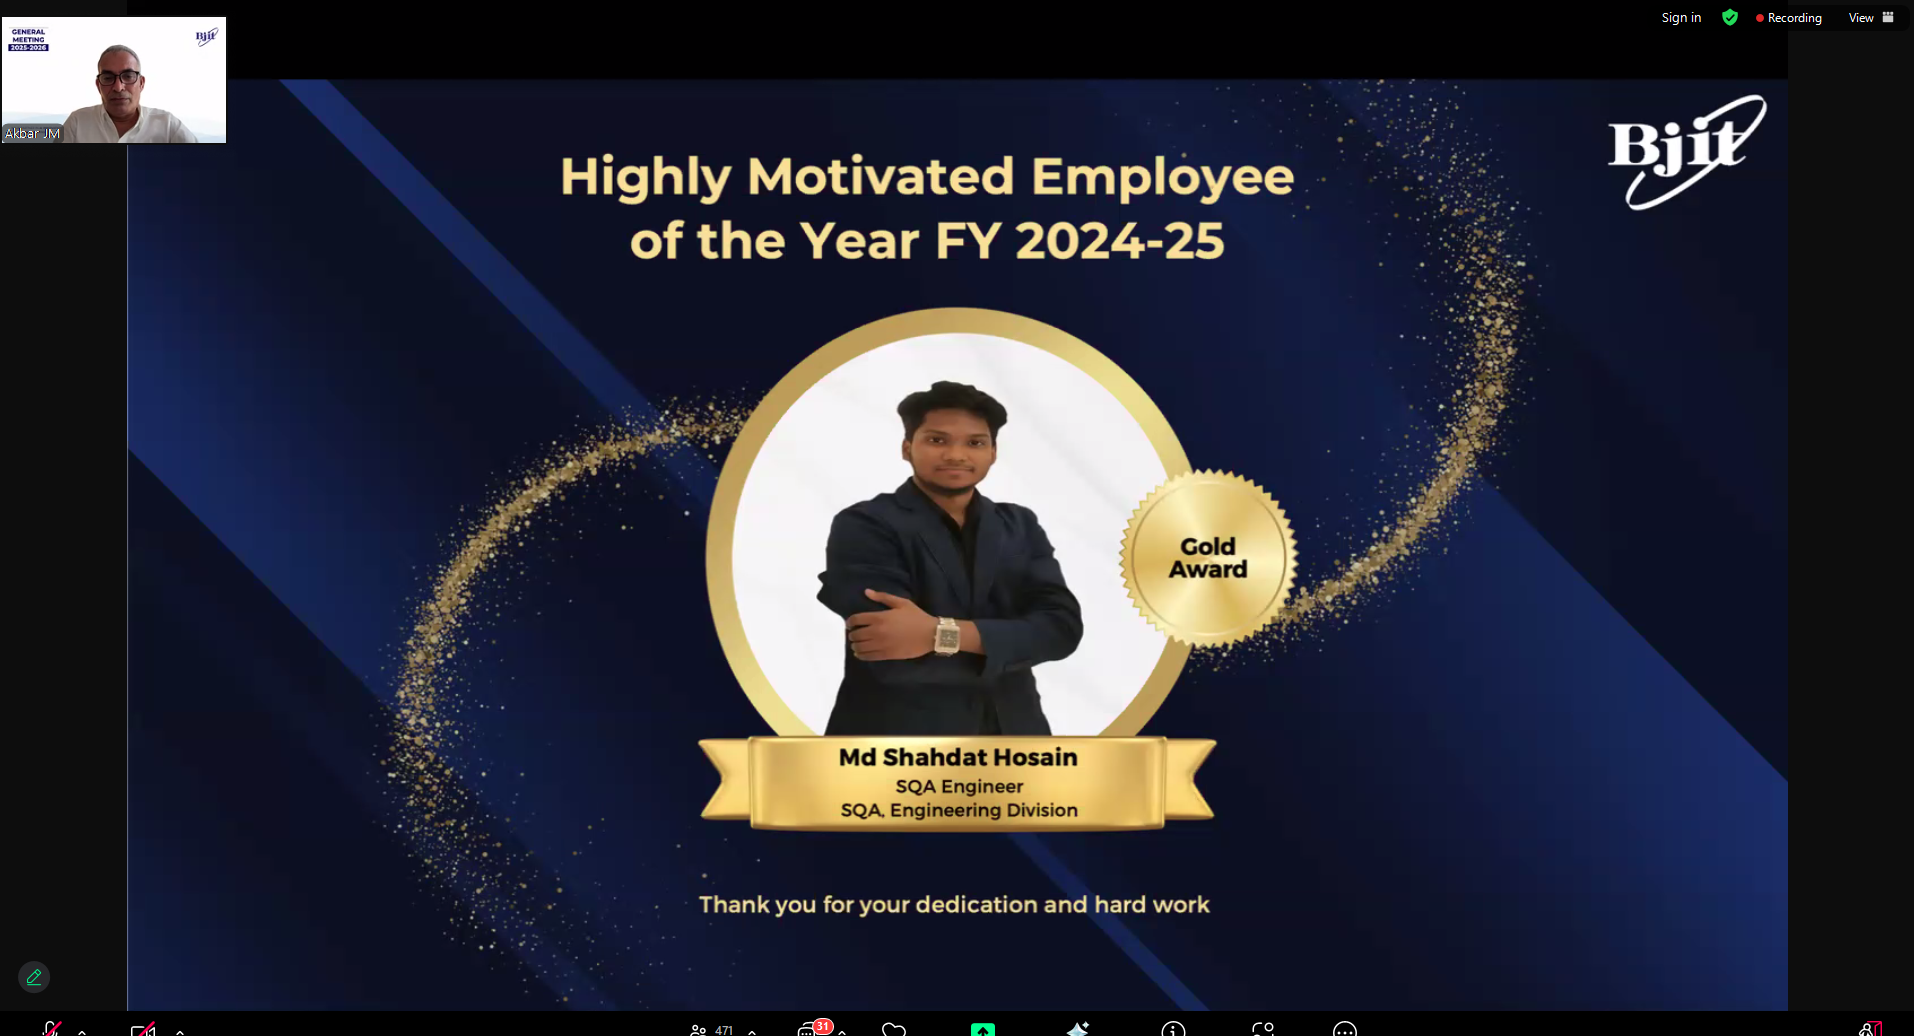 Sign in
Recording
View
GENERAL
MEETING
2025-2026
Bjit
Akbar JM
Bjit
Highly Motivated Employee
of the Year FY 2024-25
Gold
Award
Md Shahdat Hosain
SQA Engineer
SQA, Engineering Division
Thank you for your dedication and hard work
471
31